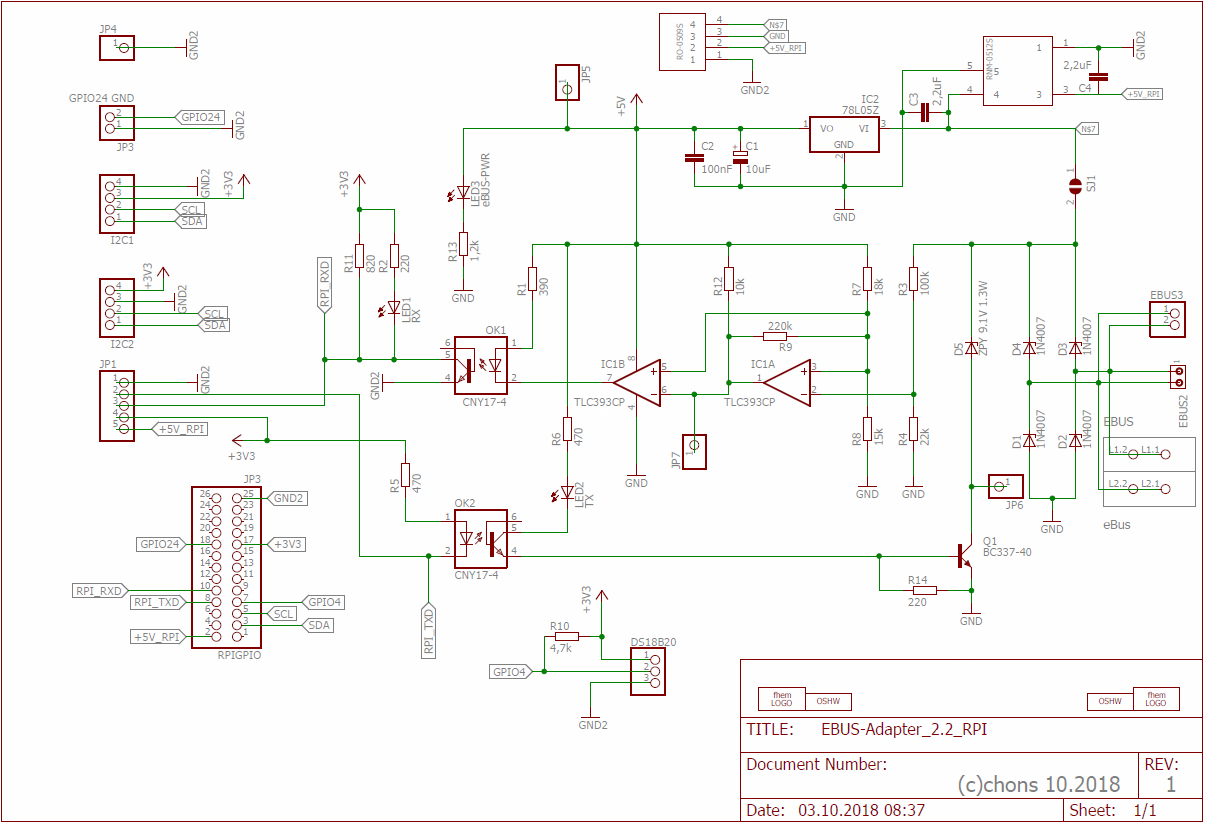 JP4
1
GND2
GPIO24 GND
2
1
GPIO24
GND2
JP3
4
3
2
1
GND2
+3V3
SCL
SDA
I2C1
4
3
2
1
+3V3
GND2
SCL
SDA
I2C2
JP1
1
2
3
4
5
GND2
+5V_RPI
+3V3
JP3
26
24
22
20
18
16
14
12
10
8
6
4
2
25
23
21
19
17
15
13
11
9
7
5
3
1
GND2
GPIO24
+3V3
RPI_RXD
RPI_TXD
GPIO4
SCL
SDA
+5V_RPI
RPIGPIO
RPI_RXD
+3V3
R11
820
R2
220
LED1
RX
LED3
eBUS-PWR
R13
1,2k
GND
JP5
1
+5V
R1
390
OK1
6
5
4
1
2
CNY17-4
GND2
R5
470
OK2
1
2
6
5
4
CNY17-4
RPI_TXD
R6
470
LED2
TX
IC1B
7
8
4
5
6
TLC393CP
GND
JP7
1
R12
10k
220k
R9
IC1A
1
3
2
TLC393CP
R7
18k
R3
100k
R8
15k
R4
22k
GND
GND
RO-0509S
4
3
2
1
4
3
2
1
N$7
GND
+5V_RPI
GND2
C2
100nF
C1
10uF
IC2
78L05Z
1
VO
VI
3
GND
2
GND
C3
2,2uF
RNM-0512S
5
4
5
4
1
3
1
3
2,2uF
C4
GND2
+5V_RPI
N$7
SJ1
1
2
D5
ZPY 9.1V 1.3W
D4
1N4007
D3
1N4007
D1
1N4007
D2
1N4007
GND
EBUS3
1
2
1
EBUS2
EBUS
L1.2
L1.1
L2.2
L2.1
eBus
JP6
1
Q1
BC337-40
R14
220
GND
+3V3
R10
4,7k
GPIO4
DS18B20
1
2
3
GND2
fhem
LOGO
OSHW
OSHW
fhem
LOGO
TITLE: EBUS-Adapter_2.2_RPI
Document Number:
(c)chons 10.2018
REV:
1
Date: 03.10.2018 08:37
Sheet: 1/1